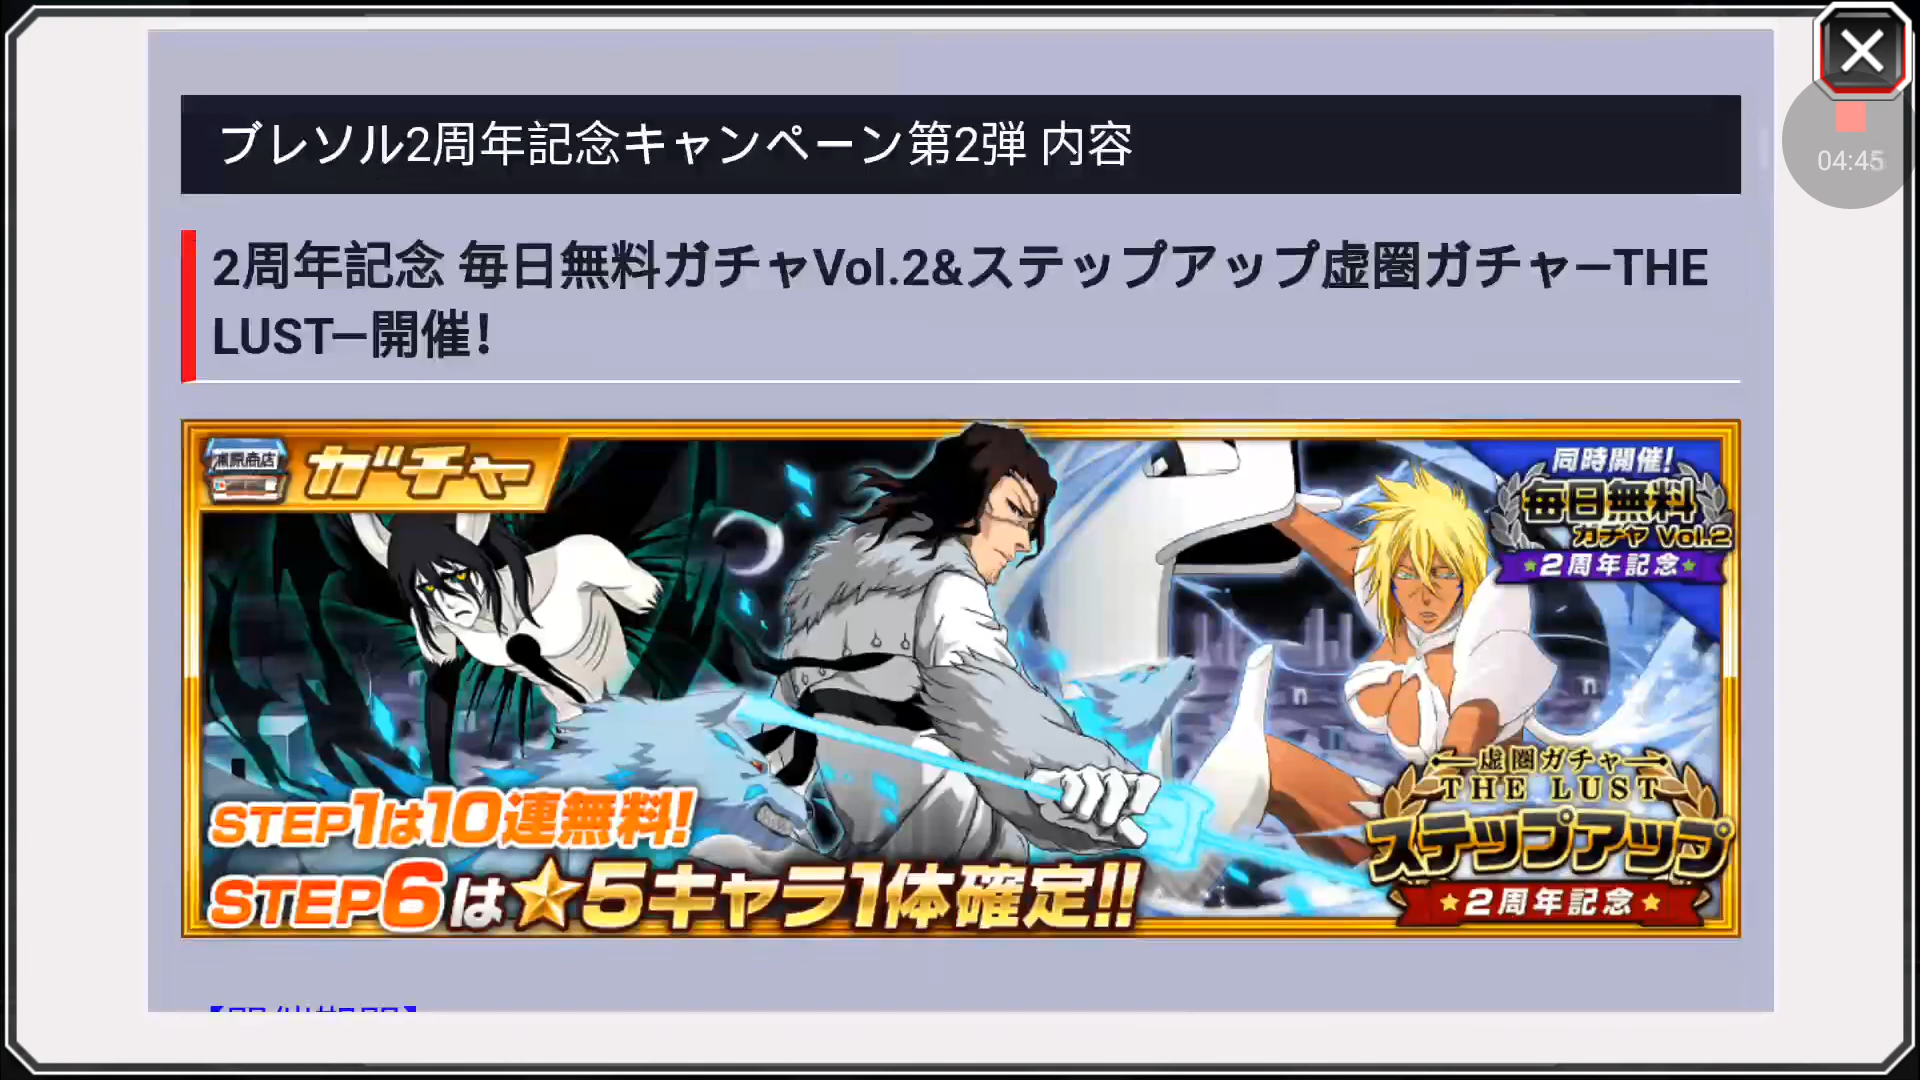 ブレソル2周年記念キャンペーン第2弾 内容
04:45
2周年記念 毎日無料ガチャVol.2&ステップアップ虚圏ガチャ—THE
LUST—開催!
浦原商店
ガチャ
同時開催!
毎日無料
ガチャ Vol.2
2周年記念
STEP1は10連無料!
STEP6は★5キャラ1体確定!!
虚圏ガチャ
THE LUST
ステップアップ
★2周年記念★